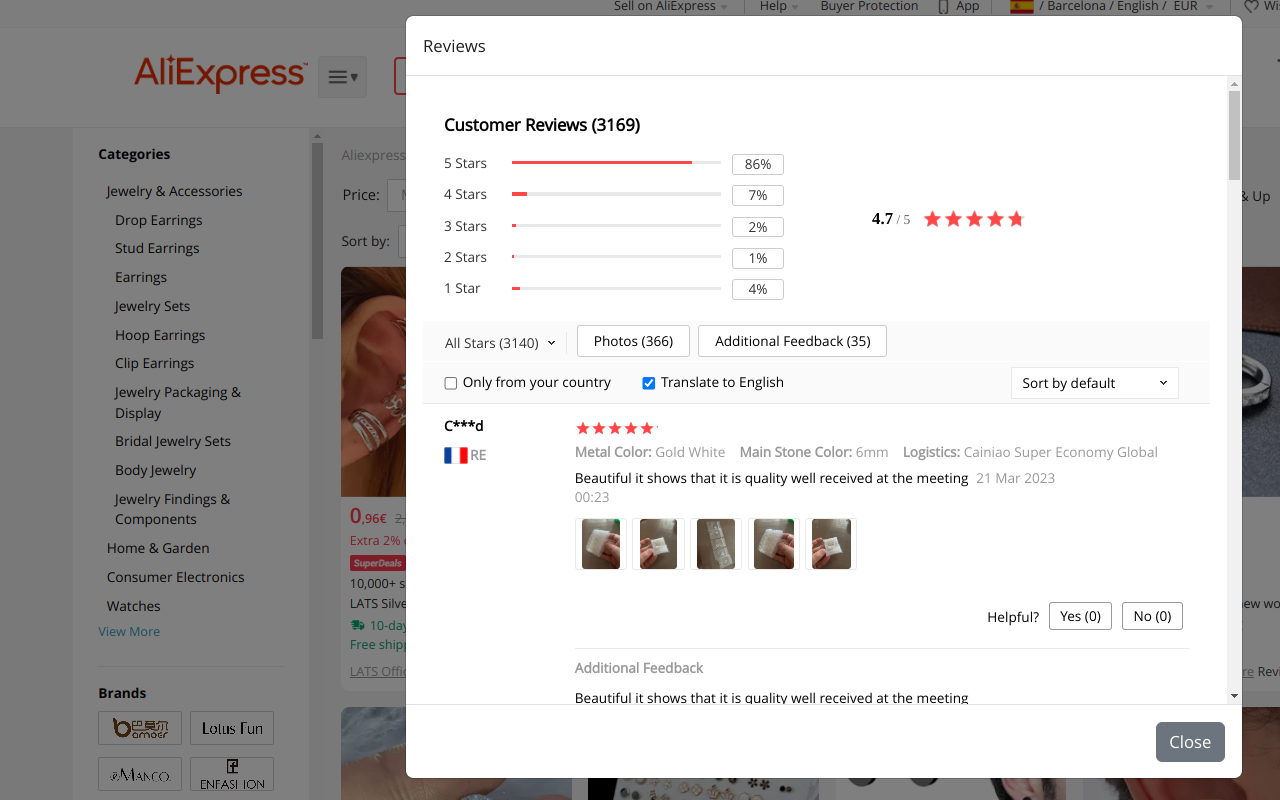 Sell on AliExpress
Help
Buyer Protection
App
/ Barcelona / English / EUR
Wi
AliExpress
Categories
Jewelry & Accessories
Drop Earrings
Stud Earrings
Earrings
Jewelry Sets
Hoop Earrings
Clip Earrings
Jewelry Packaging &
Display
Bridal Jewelry Sets
Body Jewelry
Jewelry Findings &
Components
Home & Garden
Consumer Electronics
Watches
View More
Brands
bamoer 巴蔓尔
Lotus Fun
eManco
ENFASHION
Aliexpress
Price:
& Up
Sort by:
0,96€ 2,
Extra 2%
SuperDeals
10,000+ s
LATS Silve
10-day
Free shipp
LATS Offic
ew wo
re Revi
Reviews
Customer Reviews (3169)
5 Stars 86%
4 Stars 7%
3 Stars 2%
2 Stars 1%
1 Star 4%
4.7 / 5
All Stars (3140)
Photos (366)
Additional Feedback (35)
Only from your country
Translate to English
Sort by default
C***d
RE
Metal Color: Gold White Main Stone Color: 6mm Logistics: Cainiao Super Economy Global
Beautiful it shows that it is quality well received at the meeting 21 Mar 2023
00:23
Helpful? Yes (0) No (0)
Additional Feedback
Beautiful it shows that it is quality well received at the meeting
Close